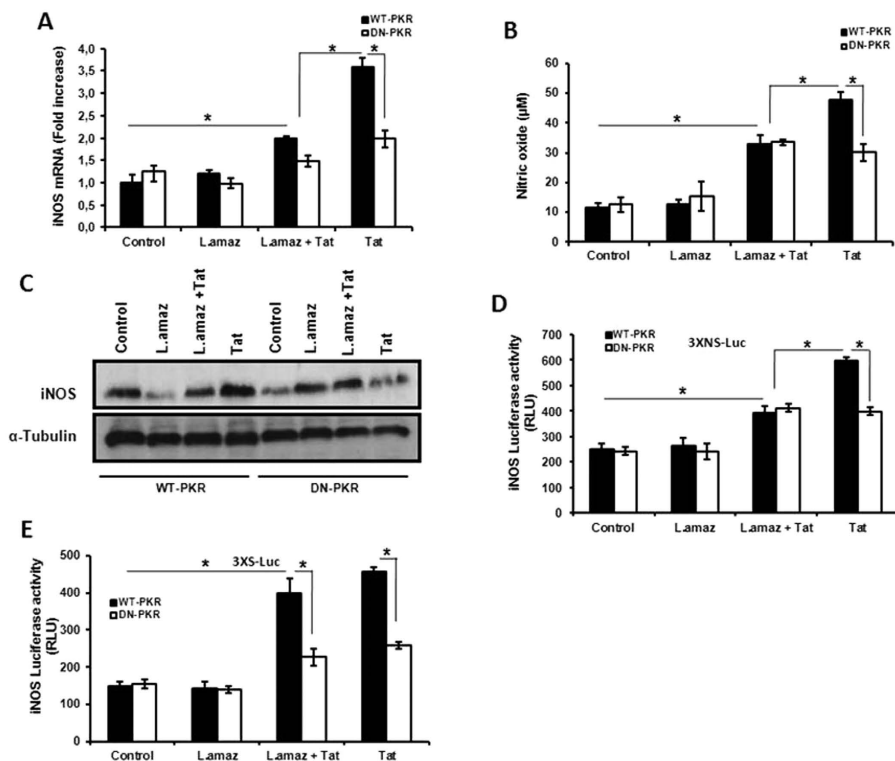 A
WT-PKR
DN-PKR
iNOS mRNA (Fold increase)
4,0
3,5
3,0
2,5
2,0
1,5
1,0
0,5
0,0
* * *
Control L.amaz L.amaz + Tat Tat
B
WT-PKR
DN-PKR
Nitric oxide (µM)
60
50
40
30
20
10
0
* * *
Control L.amaz L.amaz + Tat Tat
C
Control L.amaz L.amaz +Tat Tat Control L.amaz L.amaz +Tat Tat
iNOS
α-Tubulin
WT-PKR DN-PKR
D
WT-PKR
DN-PKR
3XNS-Luc
iNOS Luciferase activity
(RLU)
700
600
500
400
300
200
100
0
* * *
Control L.amaz L.amaz + Tat Tat
E
3XS-Luc
WT-PKR
DN-PKR
iNOS Luciferase activity
(RLU)
500
400
300
200
100
0
* * *
Control L.amaz L.amaz + Tat Tat